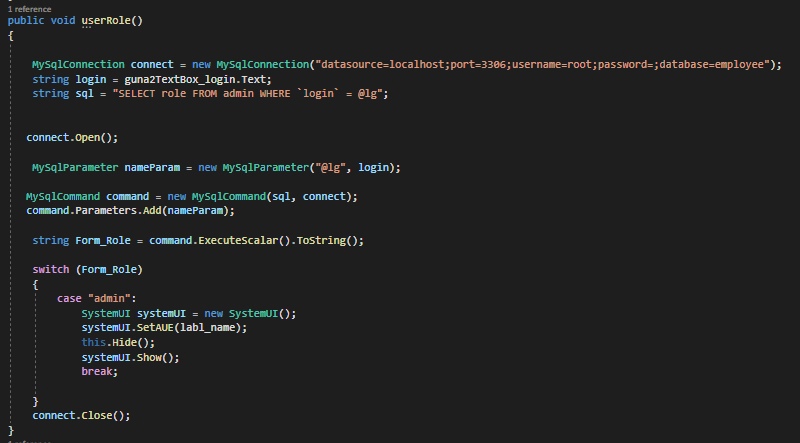 1 reference
public void userRole()
{
MySqlConnection connect = new MySqlConnection("datasource=localhost;port=3306;username=root;password=;database=employee");
string login = guna2TextBox_login.Text;
string sql = "SELECT role FROM admin WHERE `login` = @lg";
connect.Open();
MySqlParameter nameParam = new MySqlParameter("@lg", login);
MySqlCommand command = new MySqlCommand(sql, connect);
command.Parameters.Add(nameParam);
string Form_Role = command.ExecuteScalar().ToString();
switch (Form_Role)
{
case "admin":
SystemUI systemUI = new SystemUI();
systemUI.SetAUE(labl_name);
this.Hide();
systemUI.Show();
break;
}
connect.Close();
}